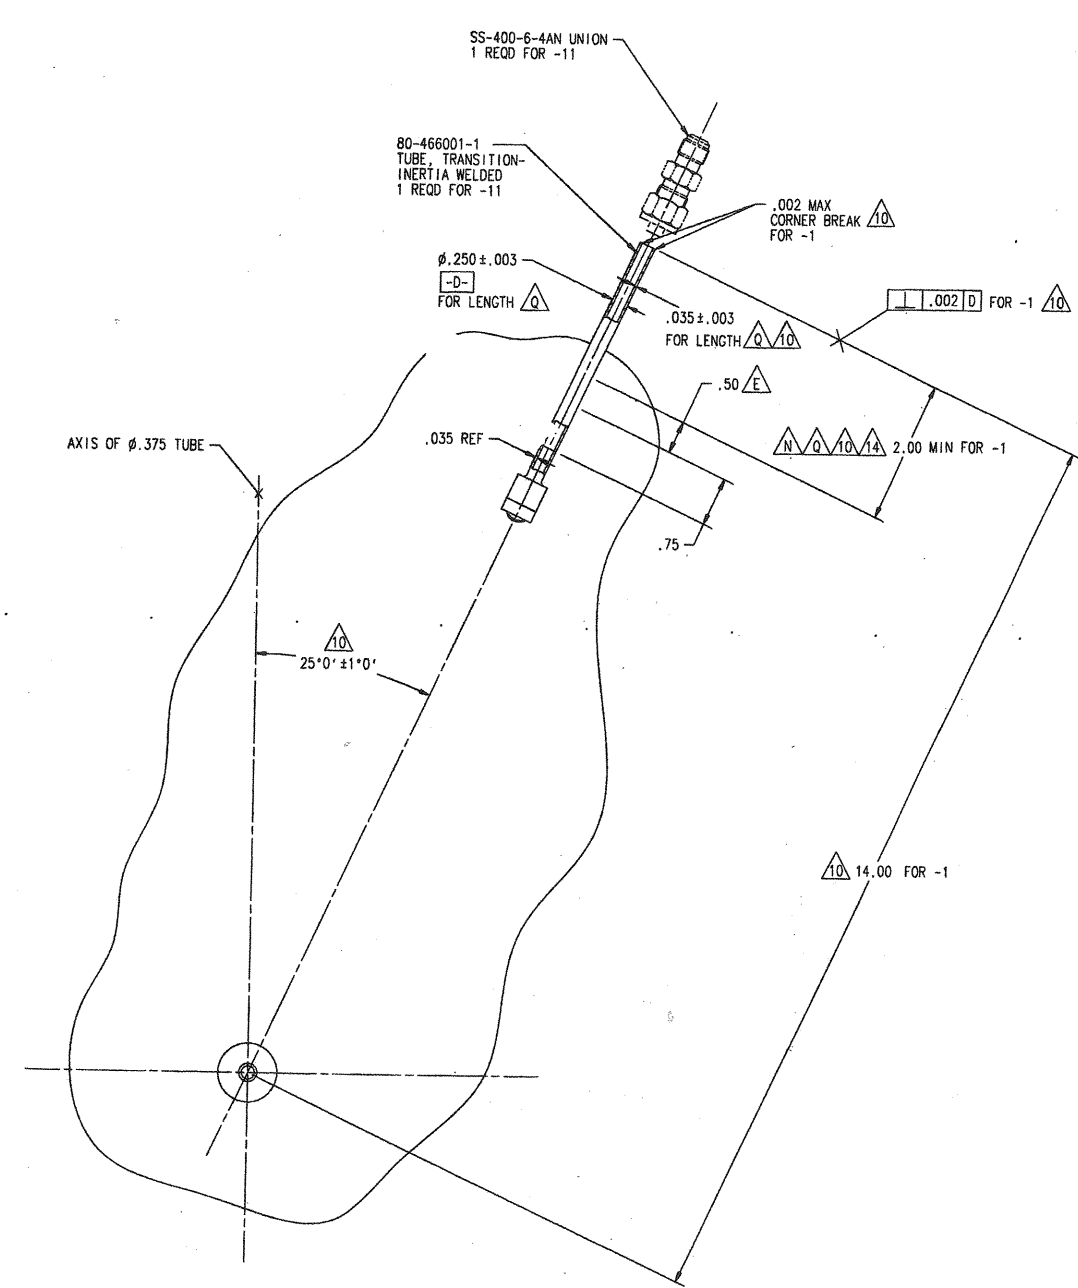 SS-400-6-4AN UNION
1 REQD FOR -11
80-466001-1
TUBE, TRANSITION-
INERTIA WELDED
1 REQD FOR -11
.002 MAX
CORNER BREAK 10
FOR -1
Ø.250±.003
-D-
FOR LENGTH Q
.035±.003
FOR LENGTH Q 10
⊥ .002 D FOR -1 10
.50 E
AXIS OF Ø.375 TUBE
.035 REF
N Q 10 14 2.00 MIN FOR -1
.75
10
25°0'±1°0'
10 14.00 FOR -1